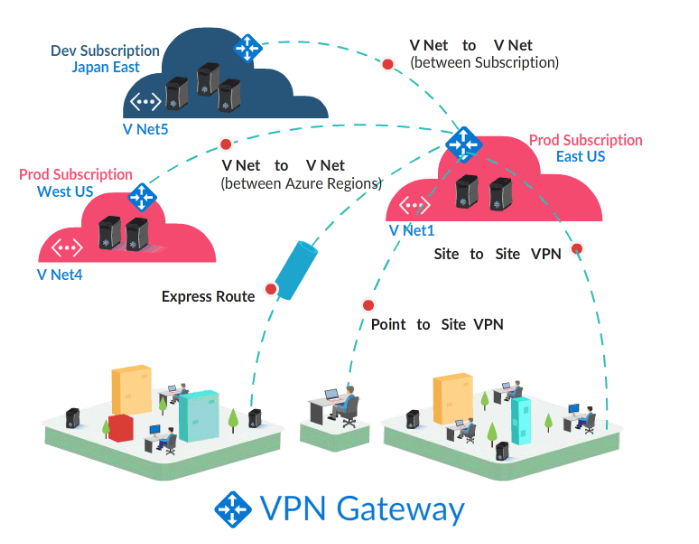 Dev Subscription
Japan East
V Net5
V Net to V Net
(between Subscription)
V Net to V Net
(between Azure Regions)
Prod Subscription
East US
V Net1
Prod Subscription
West US
V Net4
Site to Site VPN
Express Route
Point to Site VPN
VPN Gateway